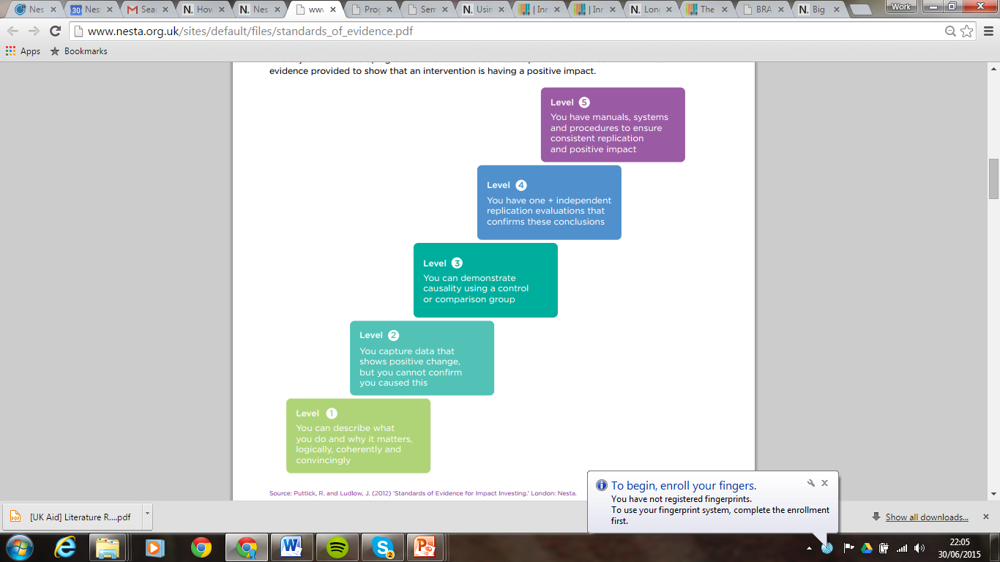 Nes
30 Nes
Sea
N. How
N. Nes
ww
Prog
Sem
N. Usin
| Inr
| Inr
N. Long
The
BRA
N. Big
Work
www.nesta.org.uk/sites/default/files/standards_of_evidence.pdf
Apps
Bookmarks
evidence provided to show that an intervention is having a positive impact.
Level 5
You have manuals, systems
and procedures to ensure
consistent replication
and positive impact
Level 4
You have one + independent
replication evaluations that
confirms these conclusions
Level 3
You can demonstrate
causality using a control
or comparison group
Level 2
You capture data that
shows positive change,
but you cannot confirm
you caused this
Level 1
You can describe what
you do and why it matters,
logically, coherently and
convincingly
Source: Puttick, R. and Ludlow, J. (2012) ‘Standards of Evidence for Impact Investing.’ London: Nesta.
To begin, enroll your fingers.
You have not registered fingerprints.
To use your fingerprint system, complete the enrollment
first.
[UK Aid] Literature R....pdf
Show all downloads...
2
22:05
30/06/2015